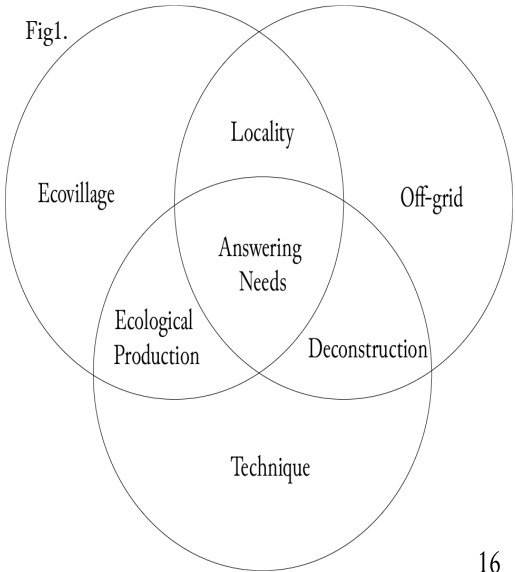 Fig1.
Locality
Ecovillage
Off-grid
Answering
Needs
Ecological
Production
Deconstruction
Technique
16